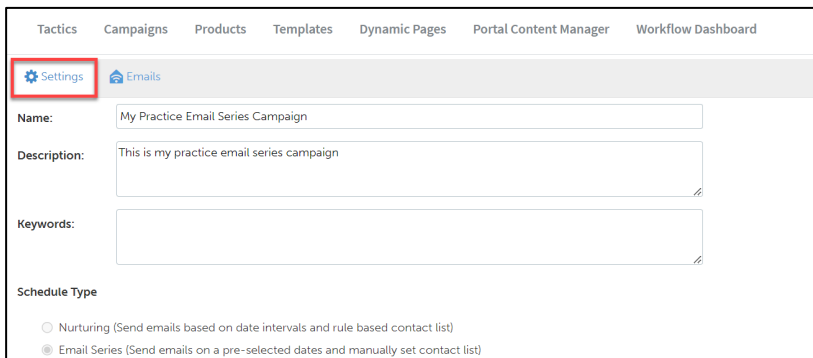 Tactics Campaigns Products Templates Dynamic Pages Portal Content Manager Workflow Dashboard
Settings Emails
Name: My Practice Email Series Campaign
Description: This is my practice email series campaign
Keywords:
Schedule Type
Nurturing (Send emails based on date intervals and rule based contact list)
Email Series (Send emails on a pre-selected dates and manually set contact list)